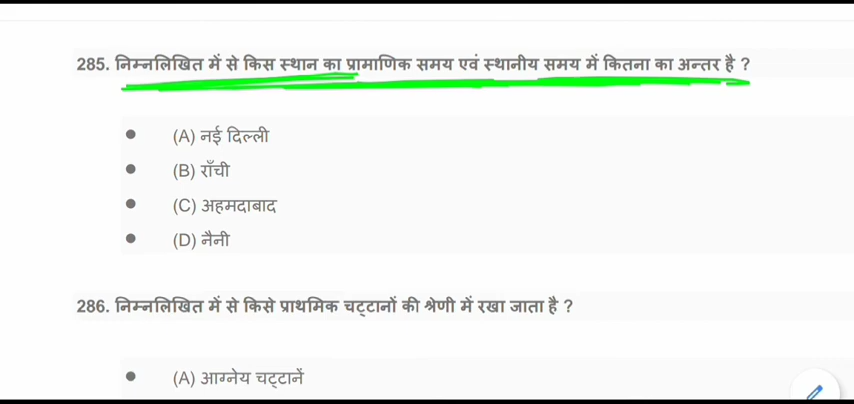 285. निम्नलिखित में से किस स्थान का प्रामाणिक समय एवं स्थानीय समय में कितना का अन्तर है ?
(A) नई दिल्ली
(B) राँची
(C) अहमदाबाद
(D) नैनी
286. निम्नलिखित में से किसे प्राथमिक चट्टानों की श्रेणी में रखा जाता है ?
(A) आग्नेय चट्टानें